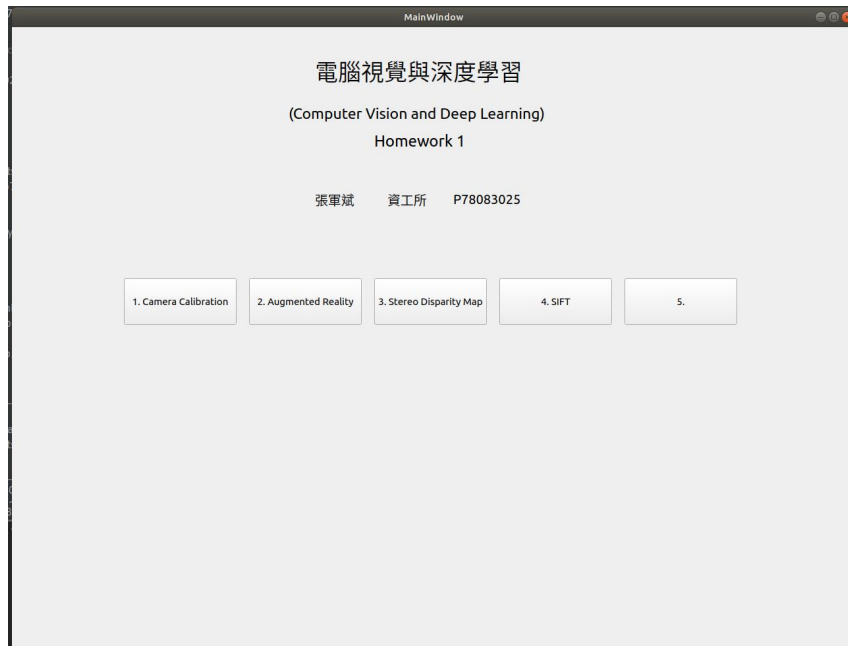 MainWindow
電腦視覺與深度學習
(Computer Vision and Deep Learning)
Homework 1
張軍斌 資工所 P78083025
1. Camera Calibration 2. Augmented Reality 3. Stereo Disparity Map 4. SIFT 5.